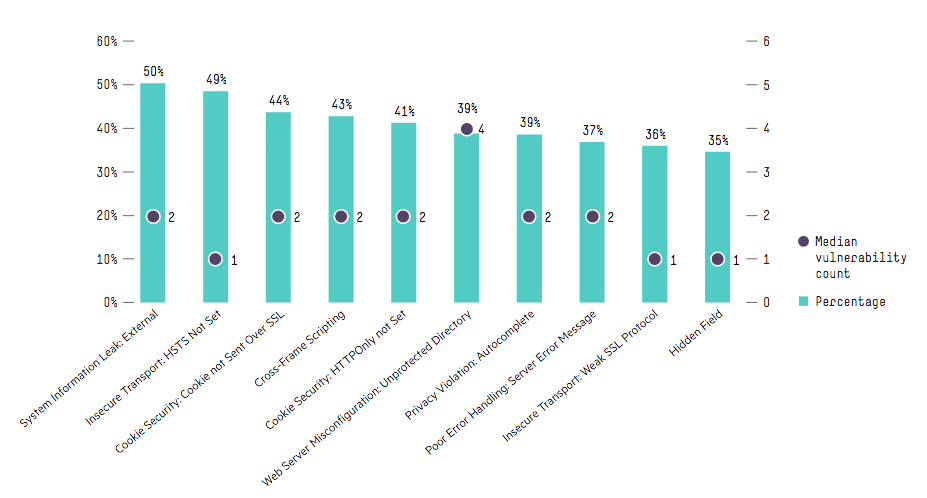 60%
50%
40%
30%
20%
10%
0%
50%
49%
44%
43%
41%
39%
39%
37%
36%
35%
2
1
2
2
2
4
2
2
1
1
6
5
4
3
2
1
0
Median
vulnerability
count
Percentage
System Information Leak: External
Insecure Transport: HSTS Not Set
Cookie Security: Cookie not Sent Over SSL
Cross-Frame Scripting
Cookie Security: HTTPOnly not Set
Web Server Misconfiguration: Unprotected Directory
Privacy Violation: Autocomplete
Poor Error Handling: Server Error Message
Insecure Transport: Weak SSL Protocol
Hidden Field